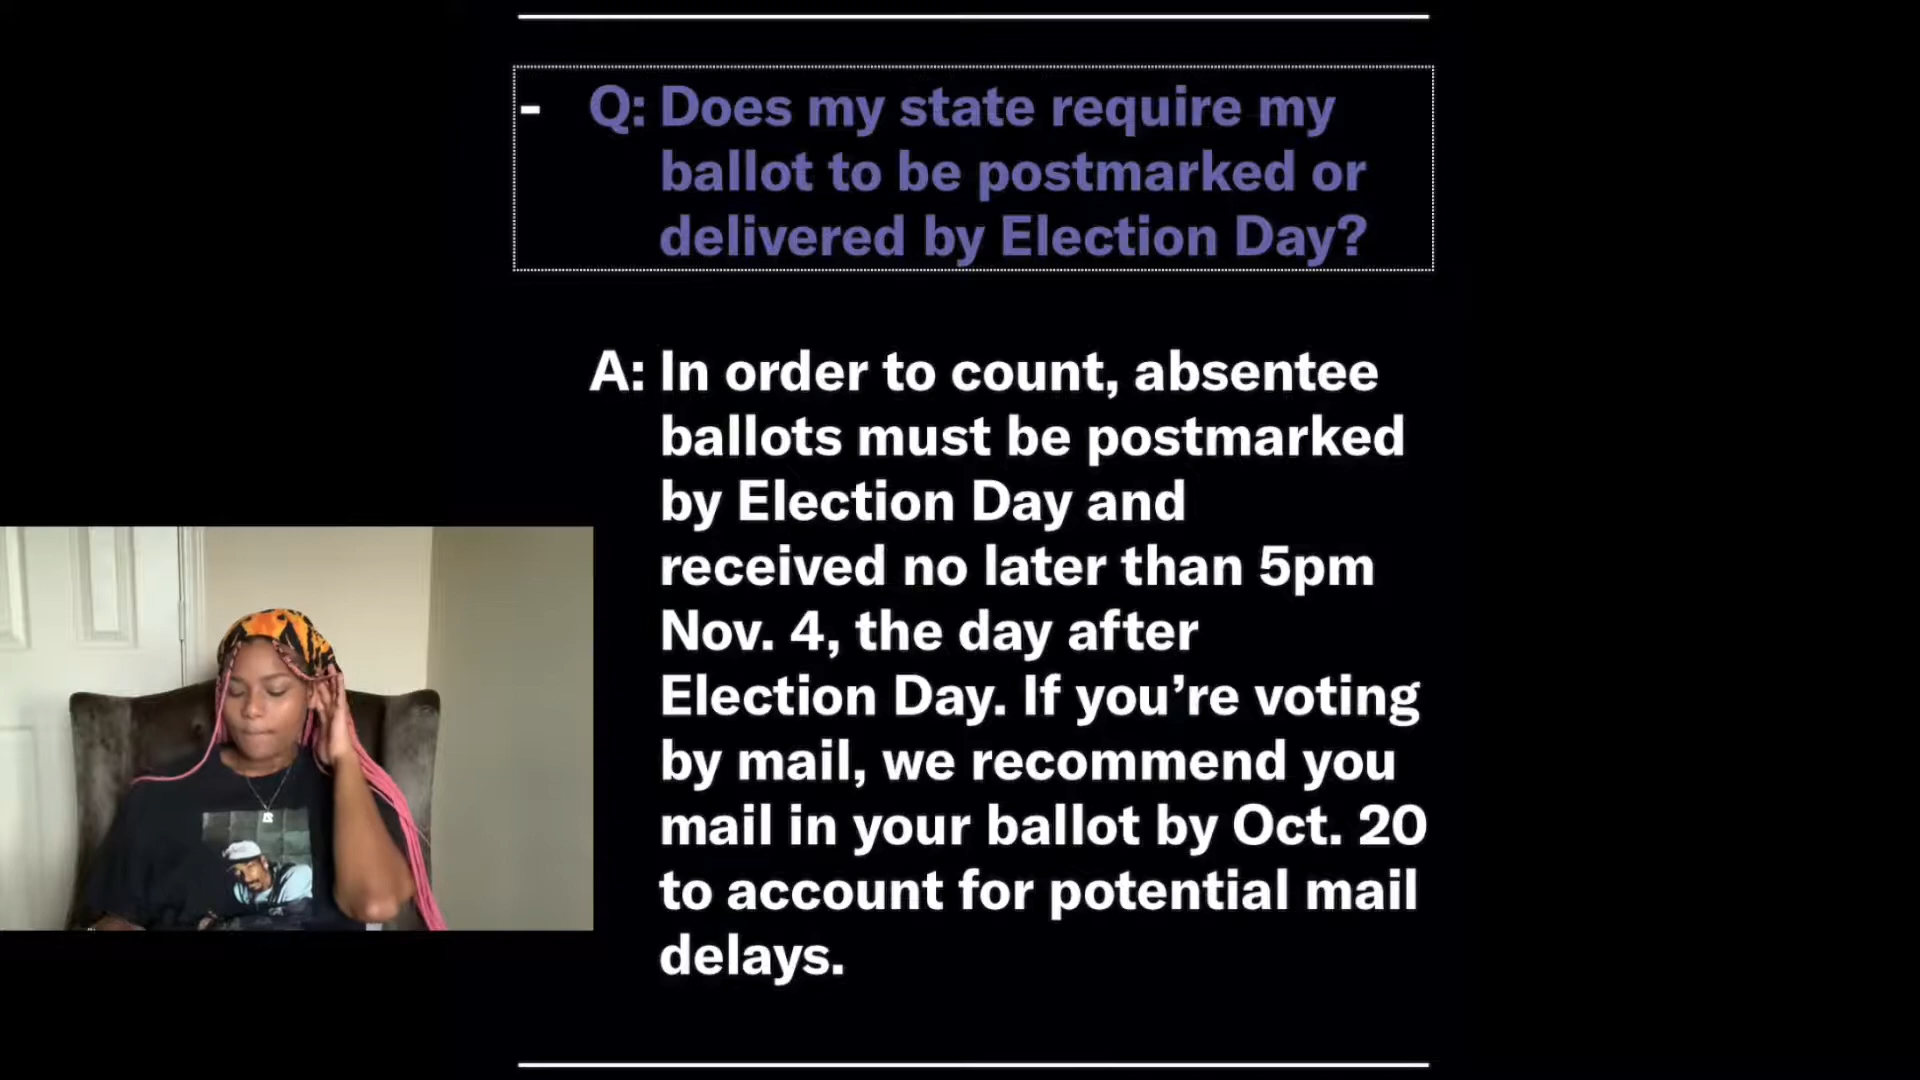 - Q: Does my state require my
ballot to be postmarked or
delivered by Election Day?
A: In order to count, absentee
ballots must be postmarked
by Election Day and
received no later than 5pm
Nov. 4, the day after
Election Day. If you’re voting
by mail, we recommend you
mail in your ballot by Oct. 20
to account for potential mail
delays.